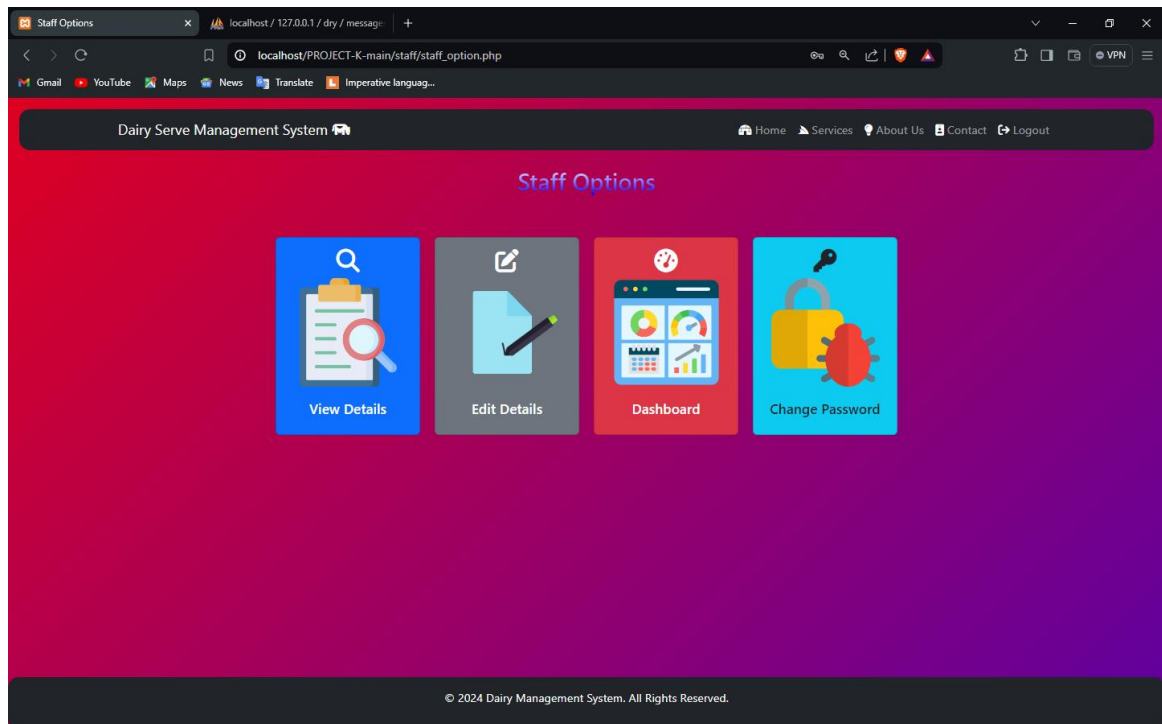 Staff Options
localhost / 127.0.0.1 / dry / message
localhost/PROJECT-K-main/staff/staff_option.php
VPN
Gmail YouTube Maps News Translate Imperative languag...
Dairy Serve Management System
Home Services About Us Contact Logout
Staff Options
View Details
Edit Details
Dashboard
Change Password
© 2024 Dairy Management System. All Rights Reserved.